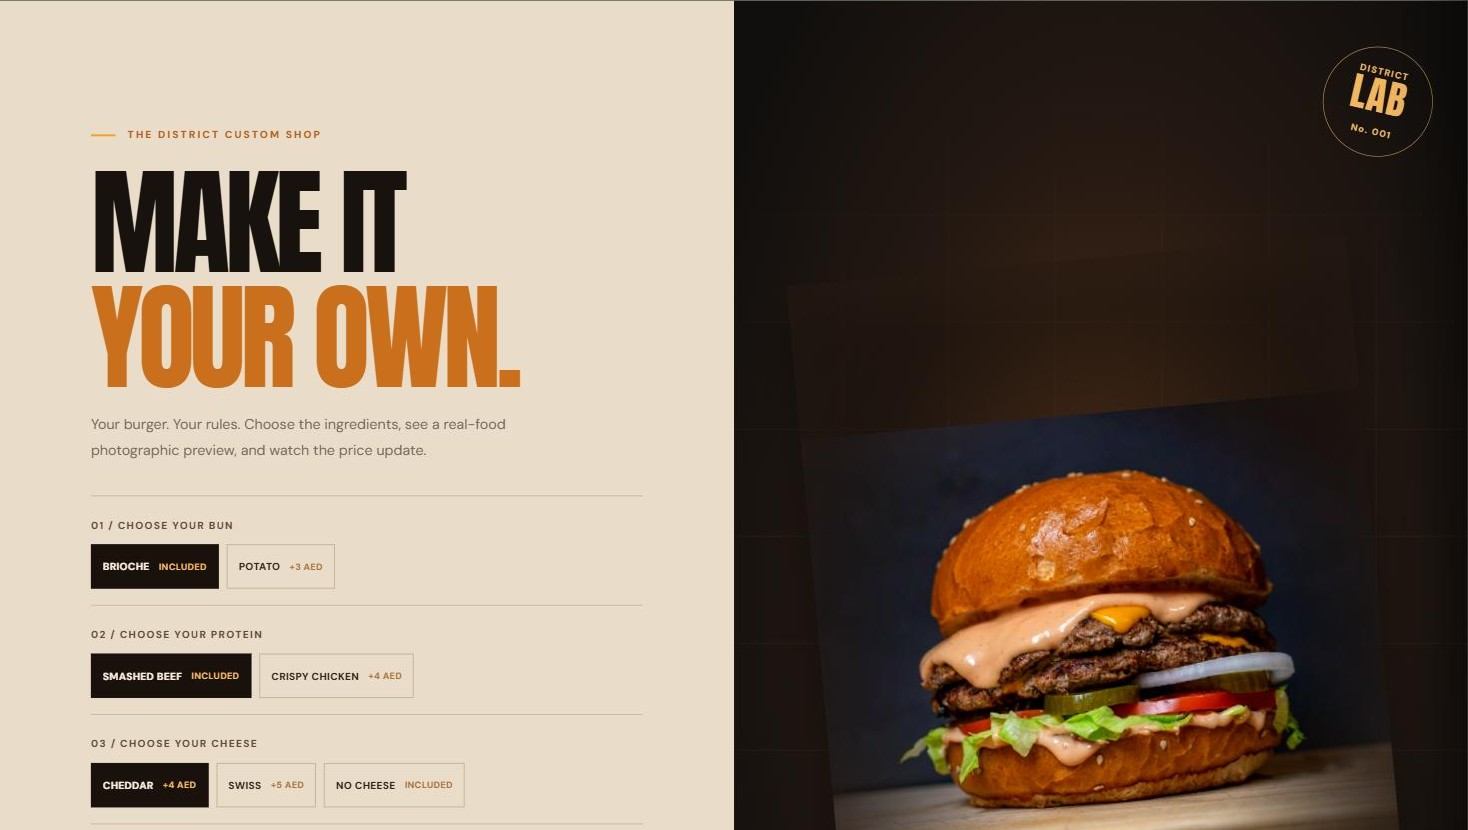 THE DISTRICT CUSTOM SHOP
MAKE IT
YOUR OWN.
Your burger. Your rules. Choose the ingredients, see a real-food
photographic preview, and watch the price update.
01 / CHOOSE YOUR BUN
BRIOCHE INCLUDED POTATO +3 AED
02 / CHOOSE YOUR PROTEIN
SMASHED BEEF INCLUDED CRISPY CHICKEN +4 AED
03 / CHOOSE YOUR CHEESE
CHEDDAR +4 AED SWISS +5 AED NO CHEESE INCLUDED
DISTRICT
LAB
No. 001